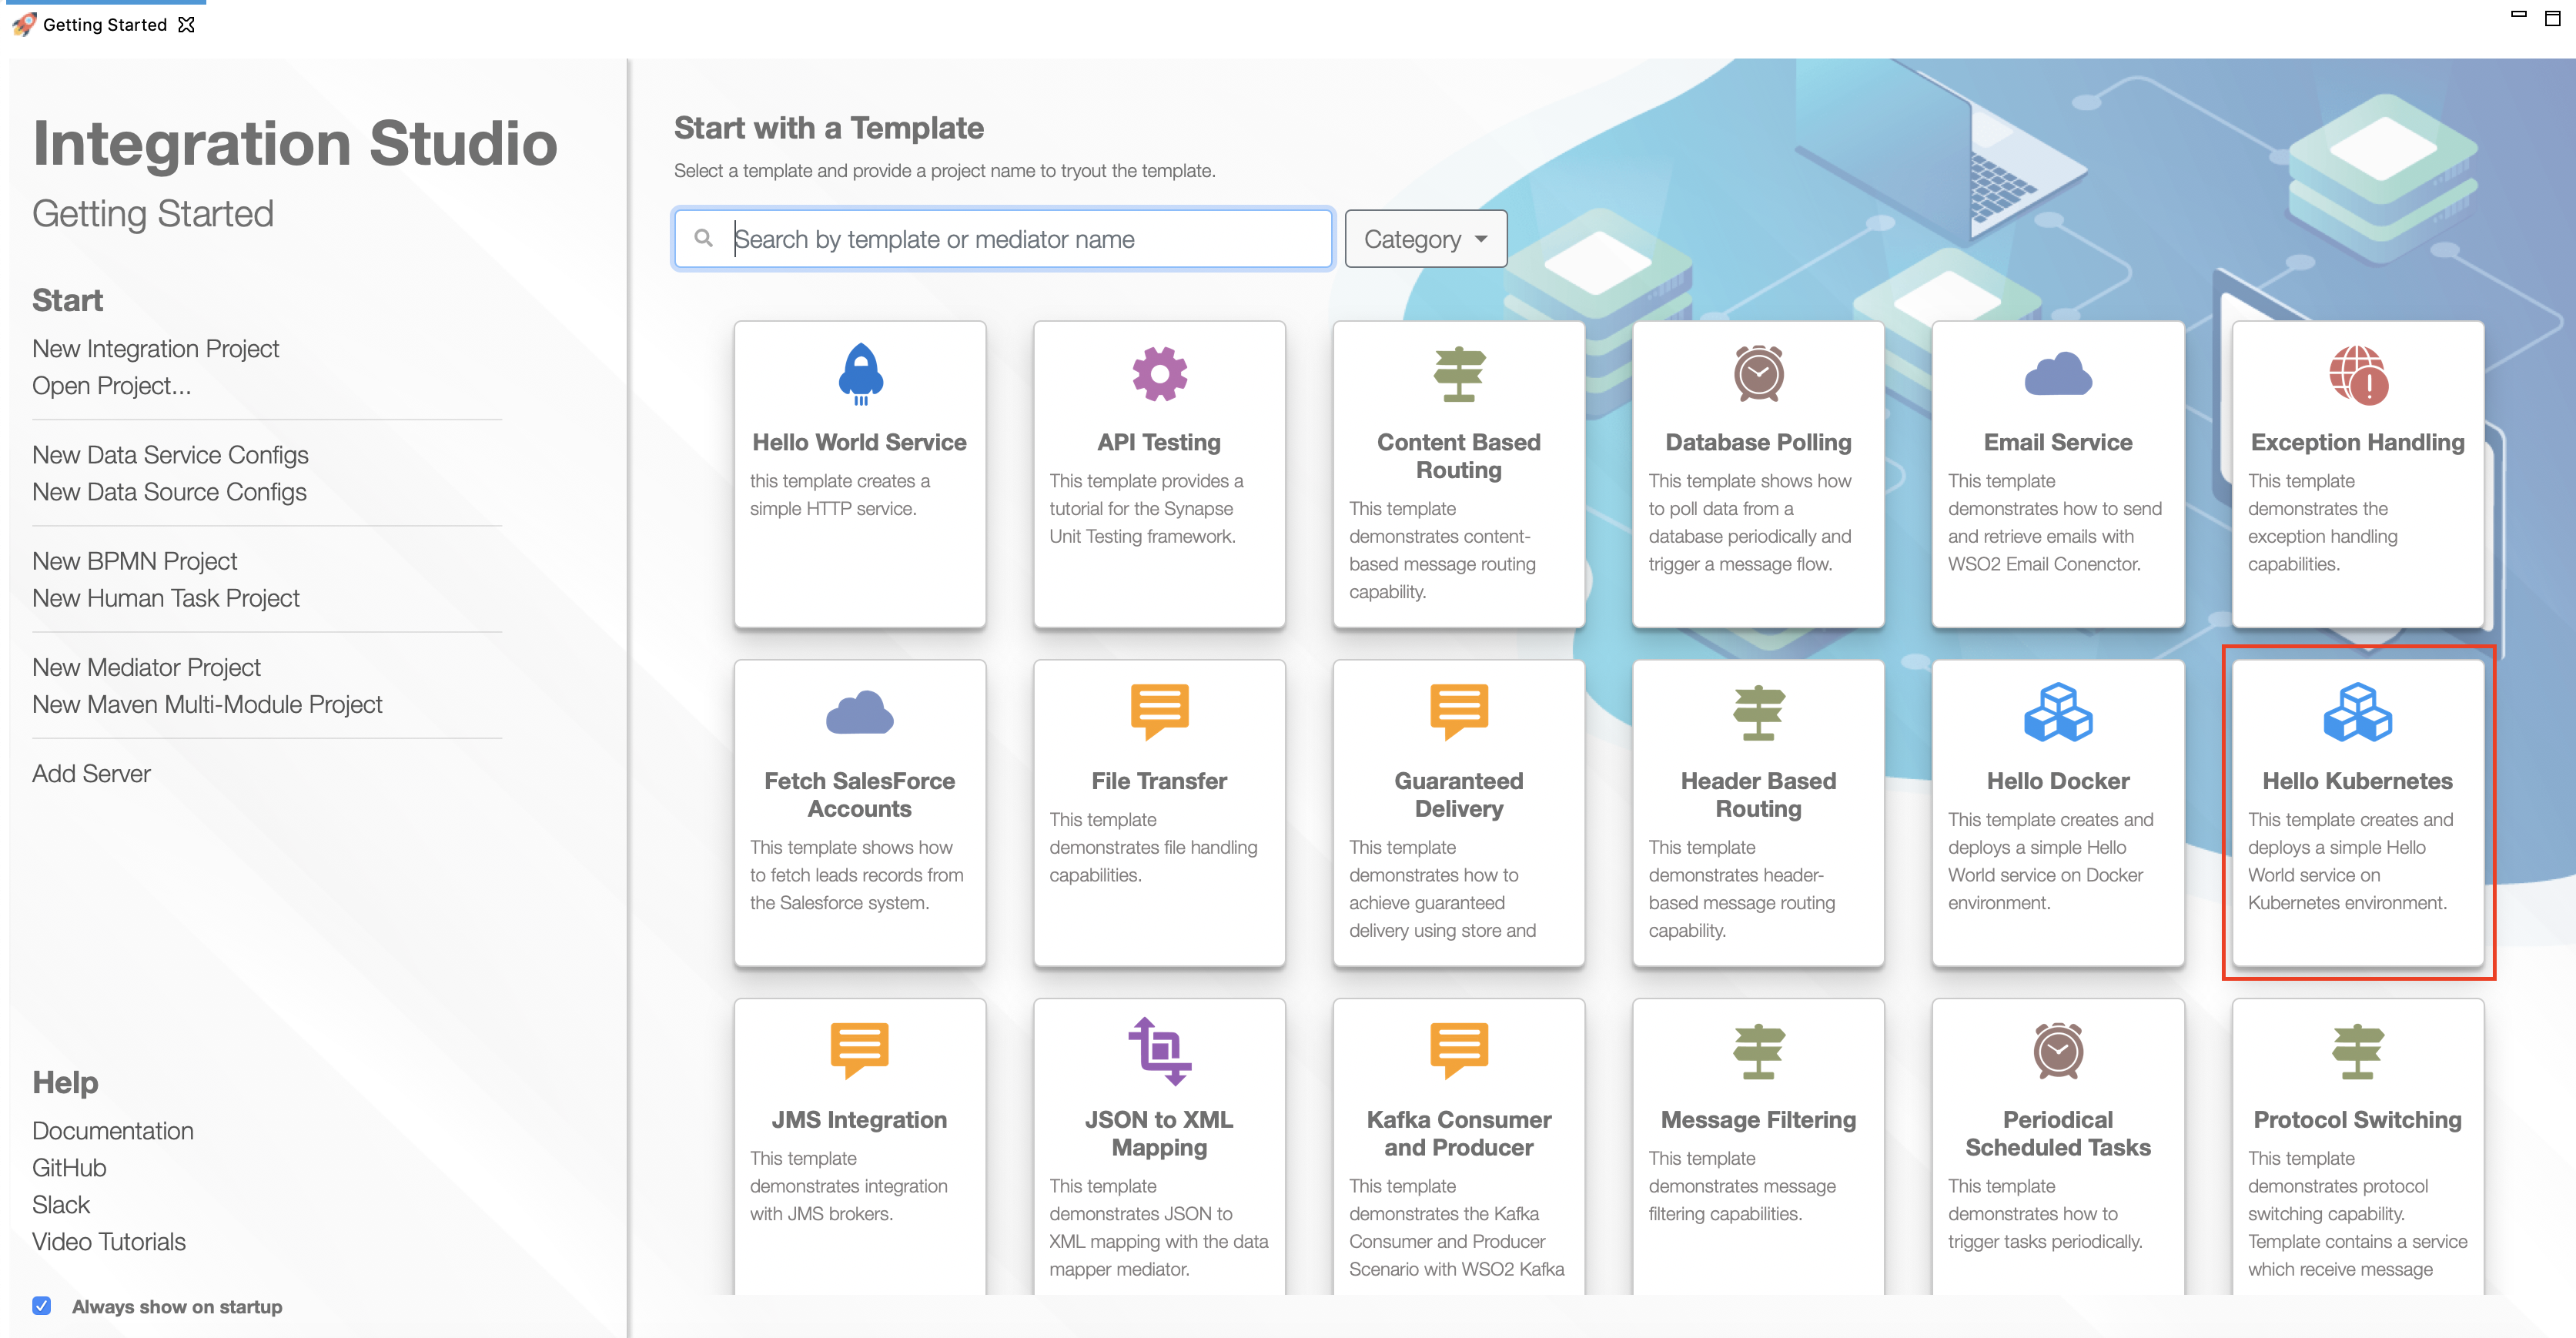 Getting Started
Integration Studio
Getting Started
Start
New Integration Project
Open Project...
New Data Service Configs
New Data Source Configs
New BPMN Project
New Human Task Project
New Mediator Project
New Maven Multi-Module Project
Add Server
Help
Documentation
GitHub
Slack
Video Tutorials
Always show on startup
Start with a Template
Select a template and provide a project name to tryout the template.
Search by template or mediator name
Category
Hello World Service
this template creates a
simple HTTP service.
API Testing
This template provides a
tutorial for the Synapse
Unit Testing framework.
Content Based
Routing
This template
demonstrates content-
based message routing
capability.
Database Polling
This template shows how
to poll data from a
database periodically and
trigger a message flow.
Email Service
This template
demonstrates how to send
and retrieve emails with
WSO2 Email Conenctor.
Exception Handling
This template
demonstrates the
exception handling
capabilities.
Fetch SalesForce
Accounts
This template shows how
to fetch leads records from
the Salesforce system.
File Transfer
This template
demonstrates file handling
capabilities.
Guaranteed
Delivery
This template
demonstrates how to
achieve guaranteed
delivery using store and
Header Based
Routing
This template
demonstrates header-
based message routing
capability.
Hello Docker
This template creates and
deploys a simple Hello
World service on Docker
environment.
Hello Kubernetes
This template creates and
deploys a simple Hello
World service on
Kubernetes environment.
JMS Integration
This template
demonstrates integration
with JMS brokers.
JSON to XML
Mapping
This template
demonstrates JSON to
XML mapping with the data
mapper mediator.
Kafka Consumer
and Producer
This template
demonstrates the Kafka
Consumer and Producer
Scenario with WSO2 Kafka
Message Filtering
This template
demonstrates message
filtering capabilities.
Periodical
Scheduled Tasks
This template
demonstrates how to
trigger tasks periodically.
Protocol Switching
This template
demonstrates protocol
switching capability.
Template contains a service
which receive message